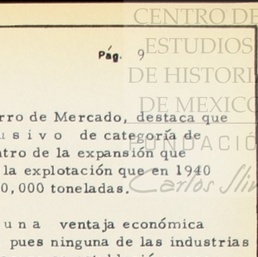 CENTRO DE
ESTUDIOS
Pág. 9
DE HISTORI
DE MEXICO
rro de Mercado, destaca que
usivo de categoría de
FUNDACIÓ
tro de la expansión que
la explotación que en 1940
Carlos Slim
0,000 toneladas.
una ventaja económica
pues ninguna de las industrias